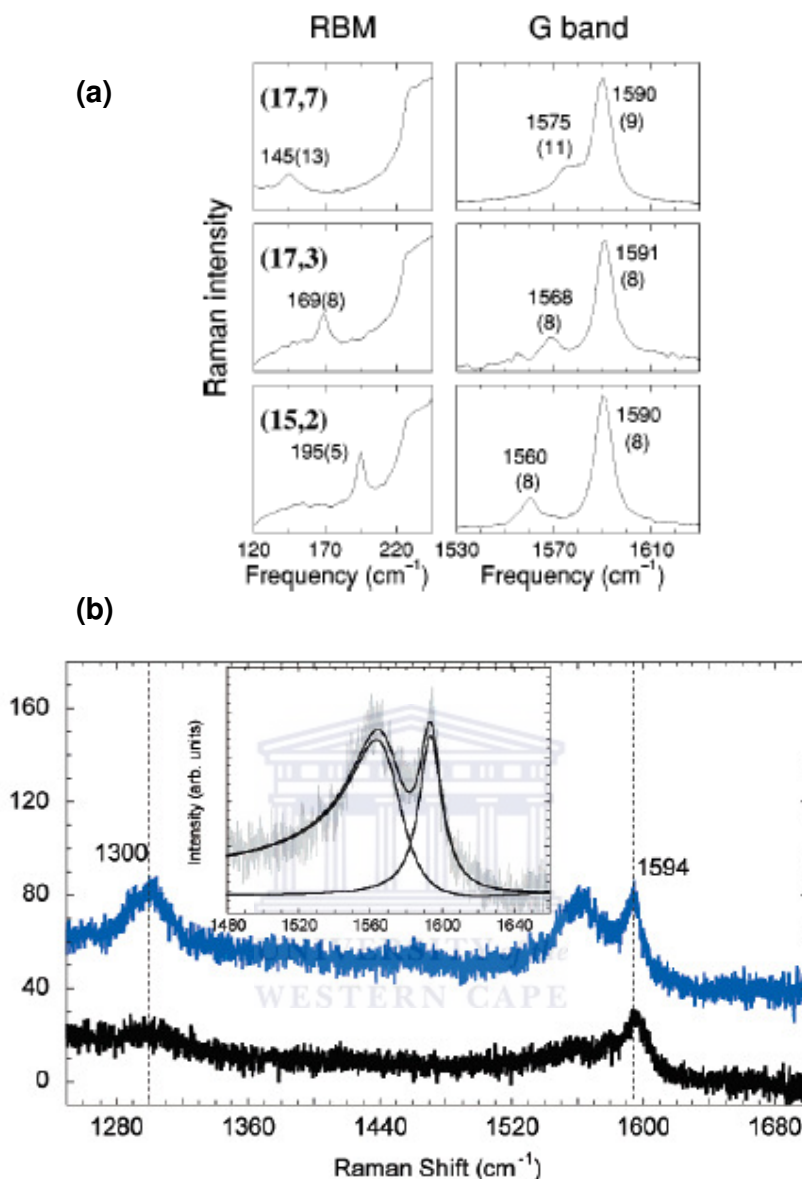 RBM G band
(a)
(17,7)
145(13)
1575
(11)
1590
(9)
(17,3)
169(8)
1568
(8)
1591
(8)
(15,2)
195(5)
1560
(8)
1590
(8)
Raman intensity
120 170 220
1530 1570 1610
Frequency (cm⁻¹) Frequency (cm⁻¹)
(b)
160
120
80
40
0
Intensity (arb. units)
1480 1520 1560 1600 1640
1300
1594
UNIVERSITY of the
WESTERN CAPE
1280 1360 1440 1520 1600 1680
Raman Shift (cm⁻¹)